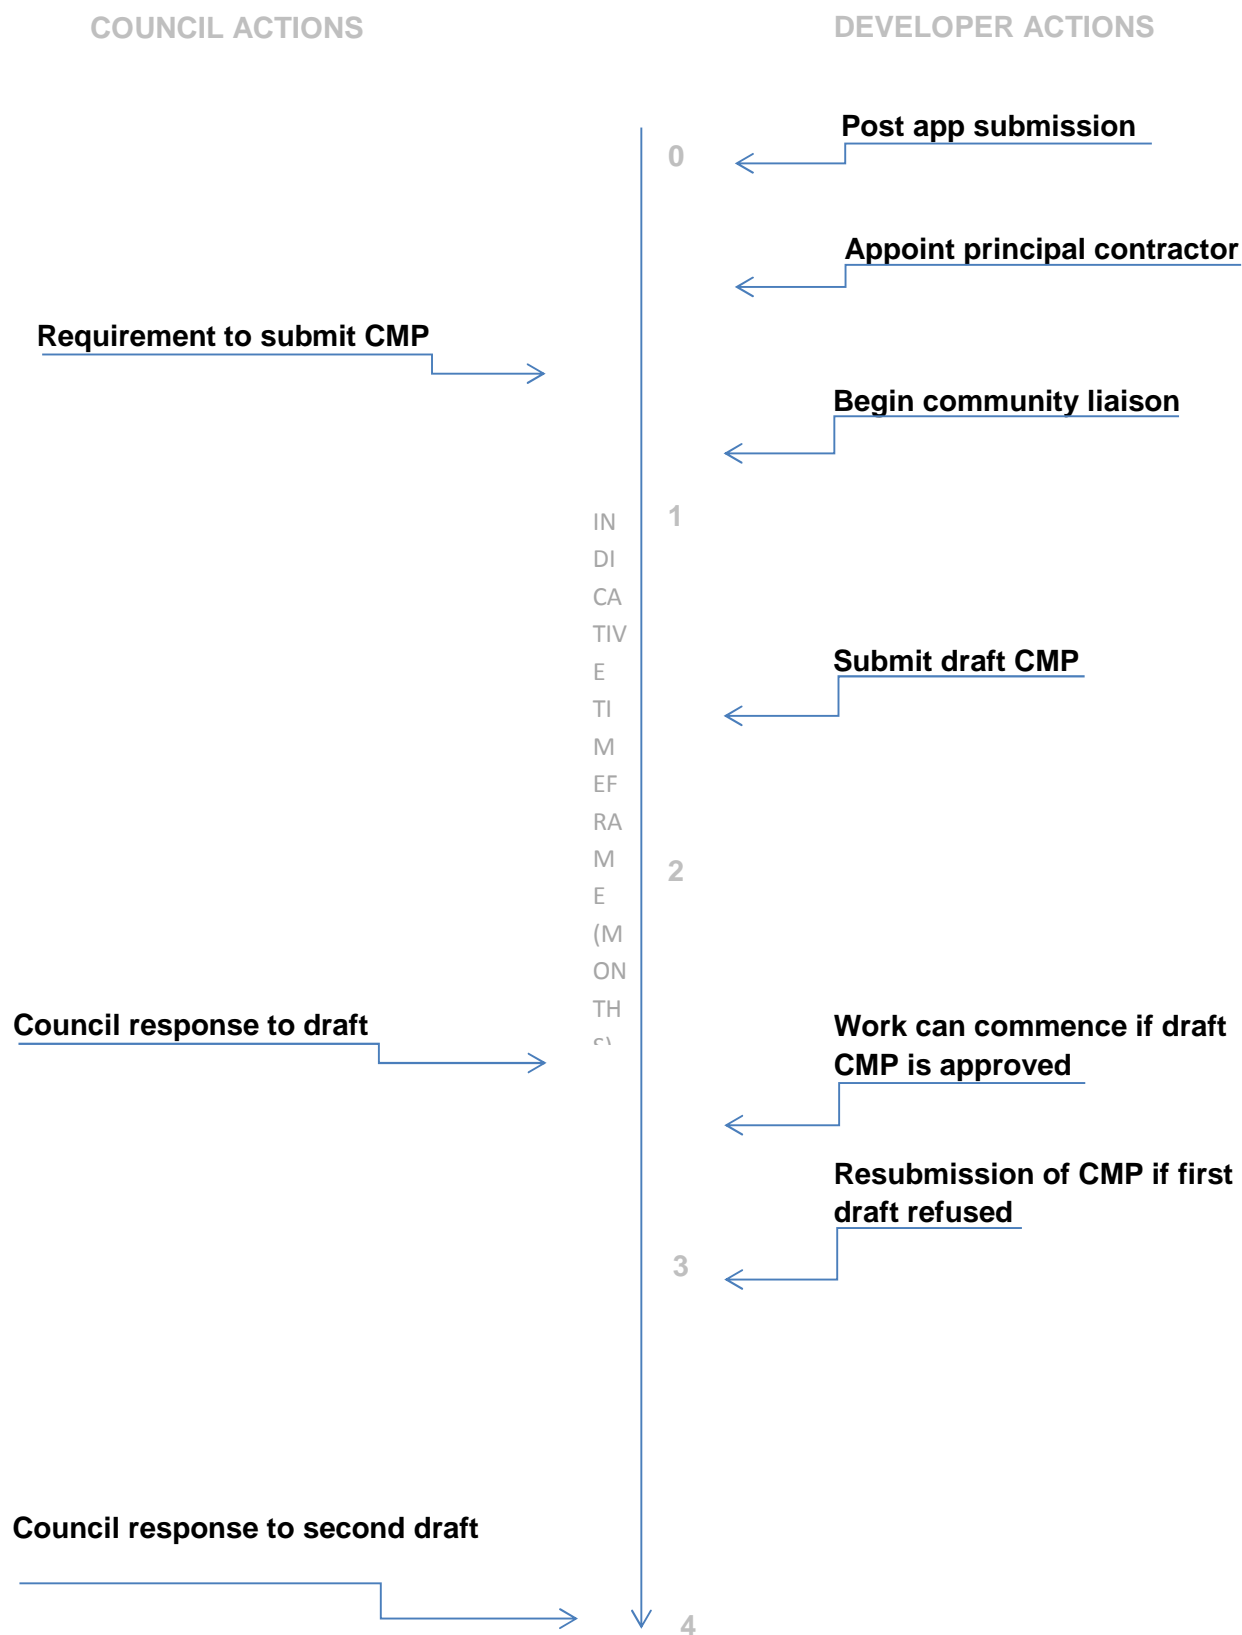 COUNCIL ACTIONS
DEVELOPER ACTIONS
Post app submission
0
Appoint principal contractor
Requirement to submit CMP
Begin community liaison
1
IN
DI
CA
TIV
E
TI
M
EF
RA
M
E
(M
ON
TH
S)
Submit draft CMP
2
Council response to draft
Work can commence if draft
CMP is approved
Resubmission of CMP if first
draft refused
3
Council response to second draft
4